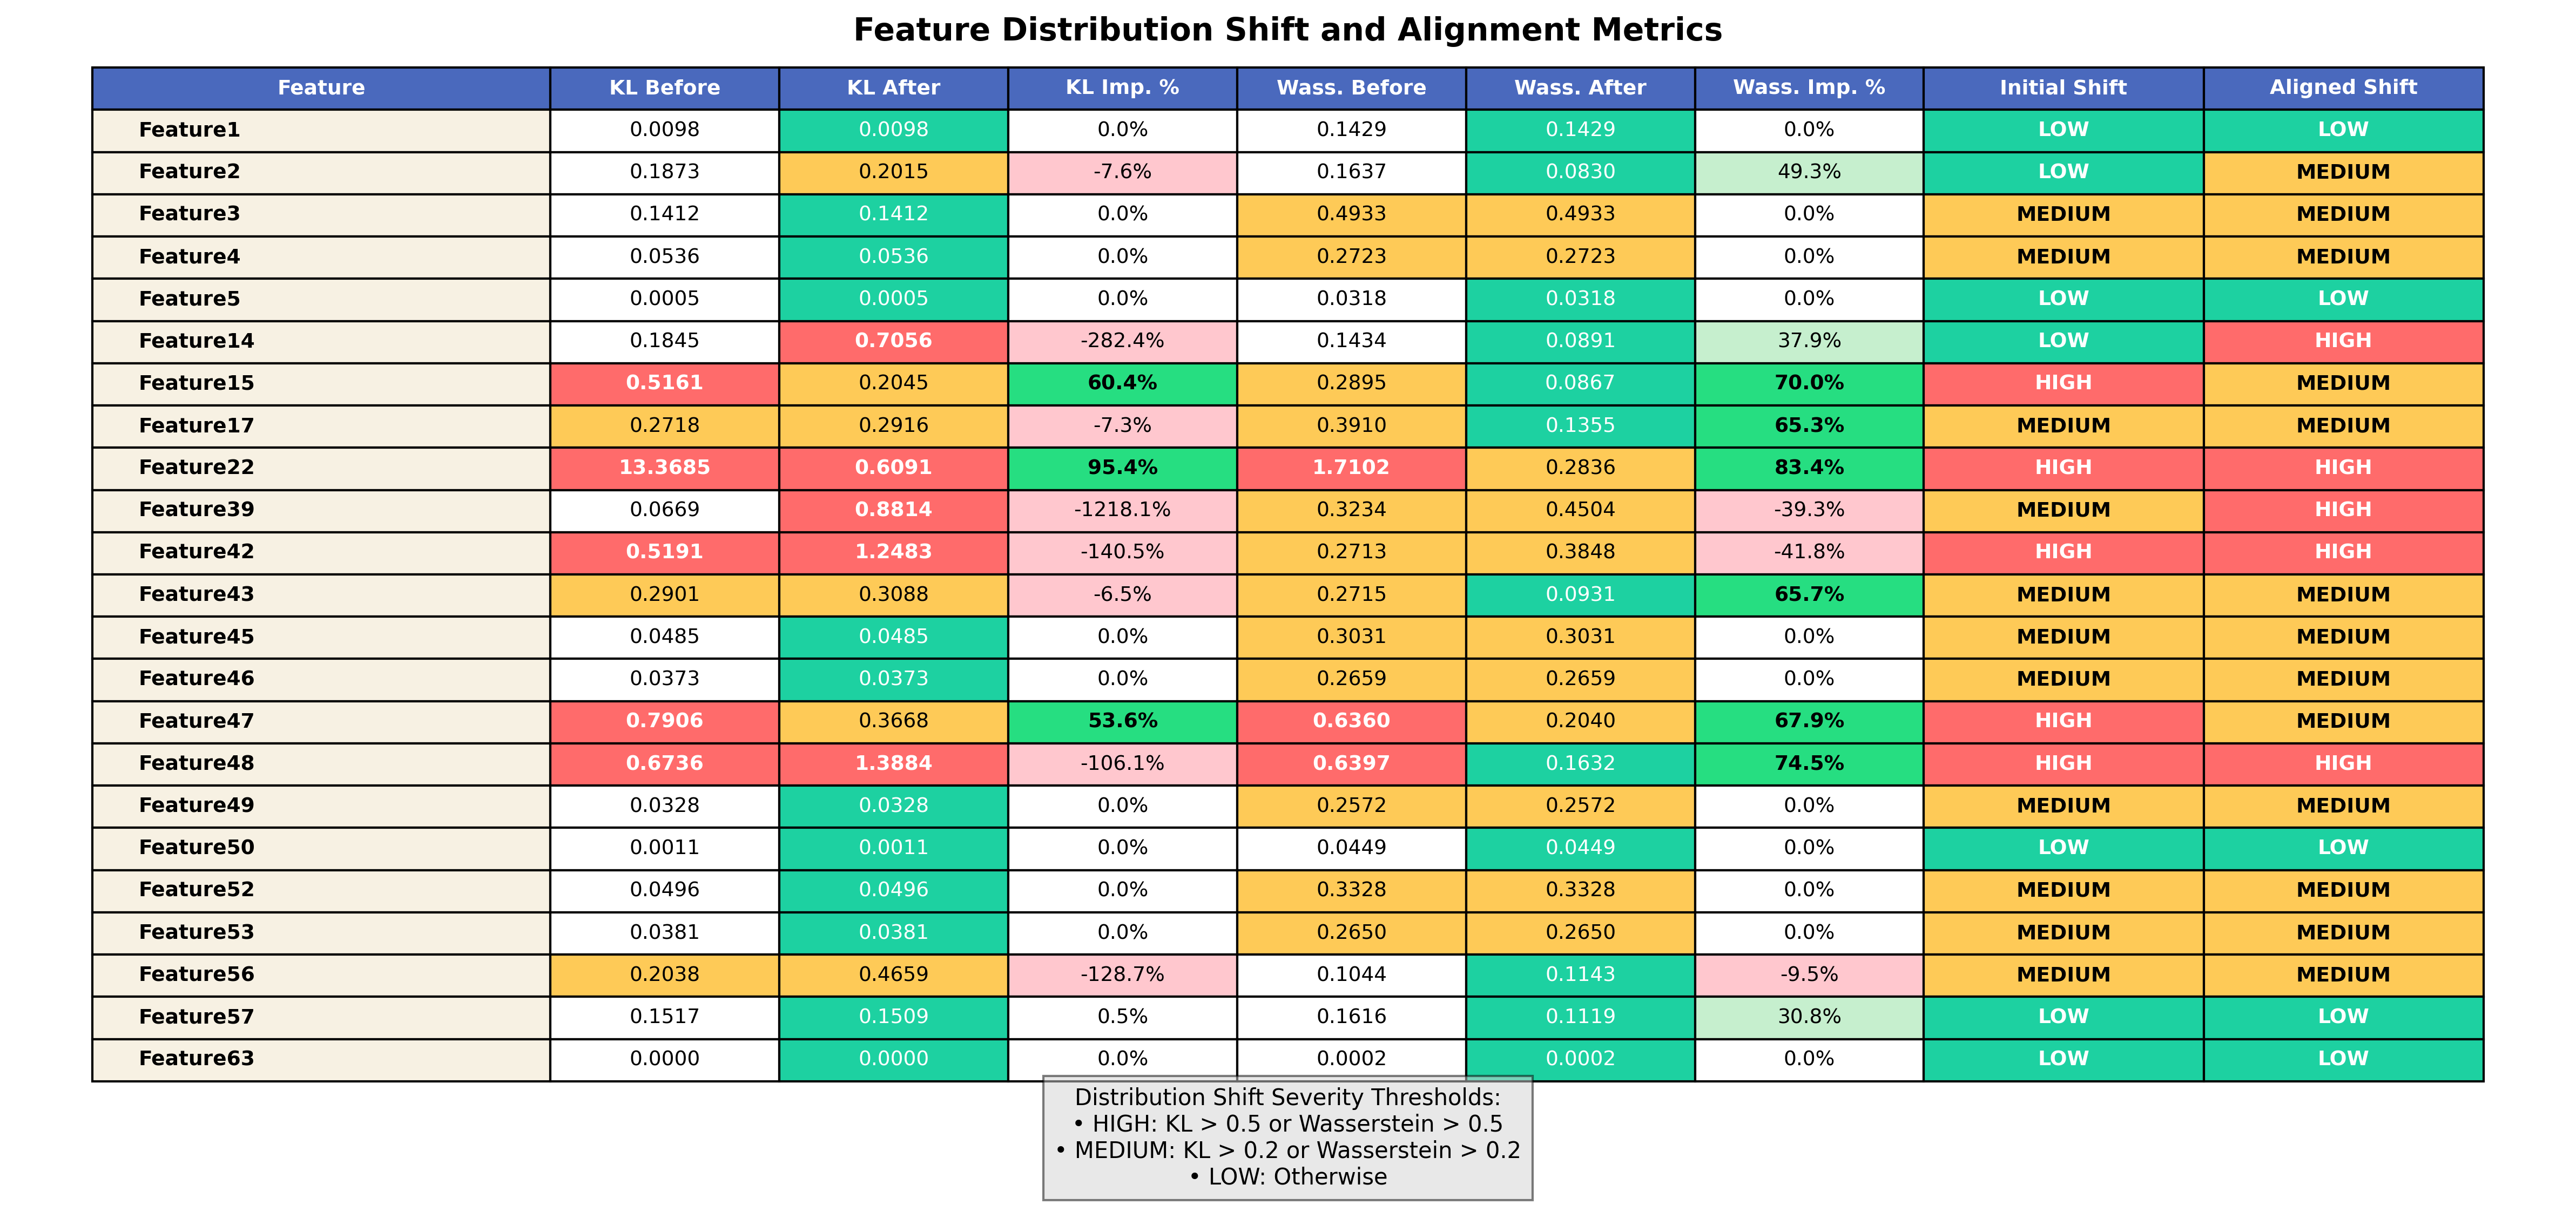 Feature Distribution Shift and Alignment Metrics
Feature KL Before KL After KL Imp. % Wass. Before Wass. After Wass. Imp. % Initial Shift Aligned Shift
Feature1 0.0098 0.0098 0.0% 0.1429 0.1429 0.0% LOW LOW
Feature2 0.1873 0.2015 -7.6% 0.1637 0.0830 49.3% LOW MEDIUM
Feature3 0.1412 0.1412 0.0% 0.4933 0.4933 0.0% MEDIUM MEDIUM
Feature4 0.0536 0.0536 0.0% 0.2723 0.2723 0.0% MEDIUM MEDIUM
Feature5 0.0005 0.0005 0.0% 0.0318 0.0318 0.0% LOW LOW
Feature14 0.1845 0.7056 -282.4% 0.1434 0.0891 37.9% LOW HIGH
Feature15 0.5161 0.2045 60.4% 0.2895 0.0867 70.0% HIGH MEDIUM
Feature17 0.2718 0.2916 -7.3% 0.3910 0.1355 65.3% MEDIUM MEDIUM
Feature22 13.3685 0.6091 95.4% 1.7102 0.2836 83.4% HIGH HIGH
Feature39 0.0669 0.8814 -1218.1% 0.3234 0.4504 -39.3% MEDIUM HIGH
Feature42 0.5191 1.2483 -140.5% 0.2713 0.3848 -41.8% HIGH HIGH
Feature43 0.2901 0.3088 -6.5% 0.2715 0.0931 65.7% MEDIUM MEDIUM
Feature45 0.0485 0.0485 0.0% 0.3031 0.3031 0.0% MEDIUM MEDIUM
Feature46 0.0373 0.0373 0.0% 0.2659 0.2659 0.0% MEDIUM MEDIUM
Feature47 0.7906 0.3668 53.6% 0.6360 0.2040 67.9% HIGH MEDIUM
Feature48 0.6736 1.3884 -106.1% 0.6397 0.1632 74.5% HIGH HIGH
Feature49 0.0328 0.0328 0.0% 0.2572 0.2572 0.0% MEDIUM MEDIUM
Feature50 0.0011 0.0011 0.0% 0.0449 0.0449 0.0% LOW LOW
Feature52 0.0496 0.0496 0.0% 0.3328 0.3328 0.0% MEDIUM MEDIUM
Feature53 0.0381 0.0381 0.0% 0.2650 0.2650 0.0% MEDIUM MEDIUM
Feature56 0.2038 0.4659 -128.7% 0.1044 0.1143 -9.5% MEDIUM MEDIUM
Feature57 0.1517 0.1509 0.5% 0.1616 0.1119 30.8% LOW LOW
Feature63 0.0000 0.0000 0.0% 0.0002 0.0002 0.0% LOW LOW
Distribution Shift Severity Thresholds:
• HIGH: KL > 0.5 or Wasserstein > 0.5
• MEDIUM: KL > 0.2 or Wasserstein > 0.2
• LOW: Otherwise